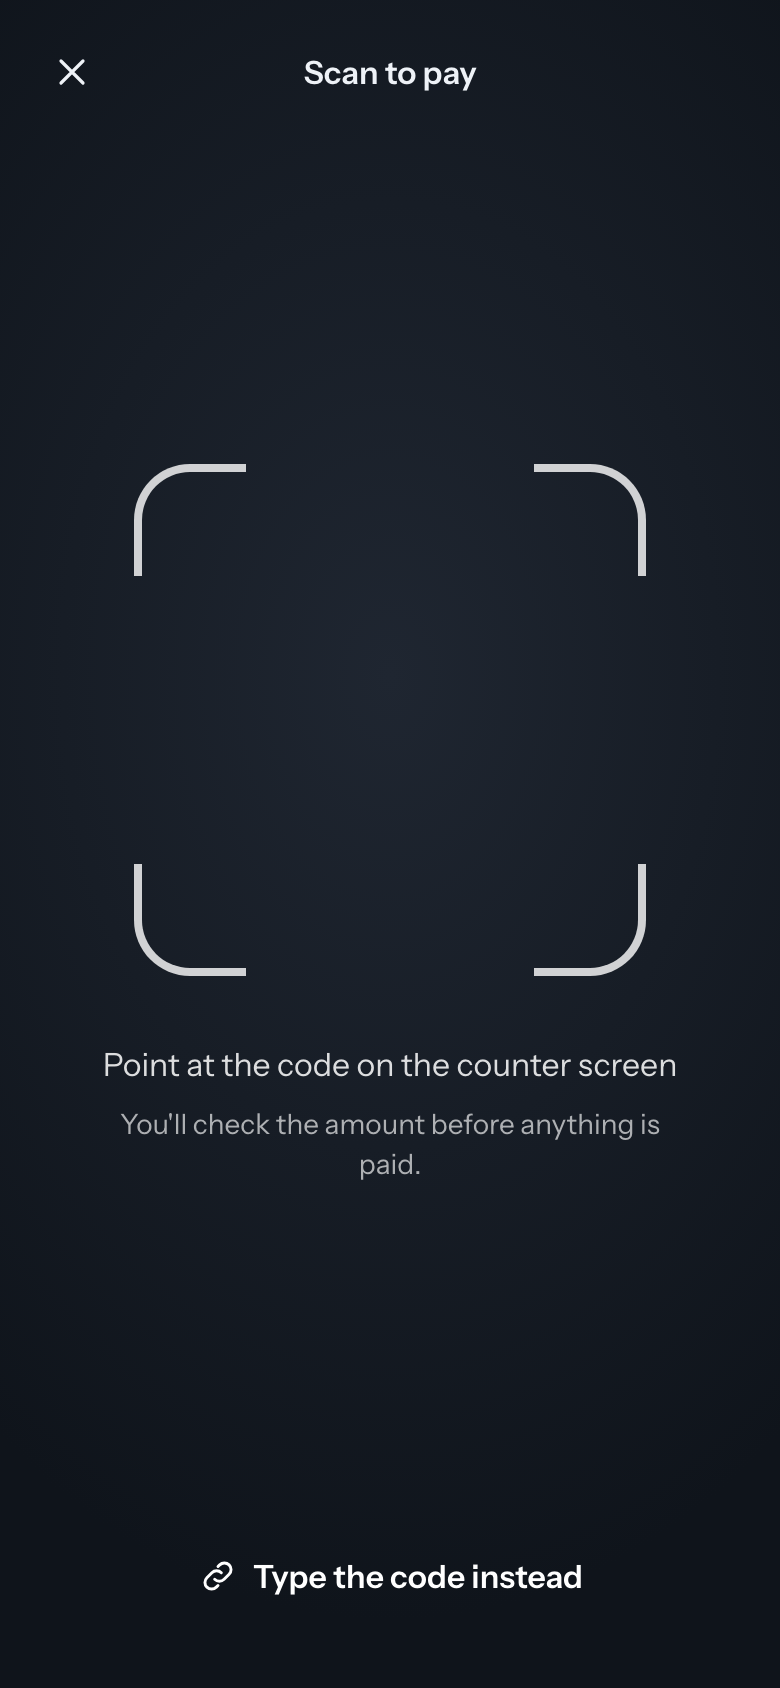 Scan to pay
Point at the code on the counter screen
You'll check the amount before anything is
paid.
Type the code instead